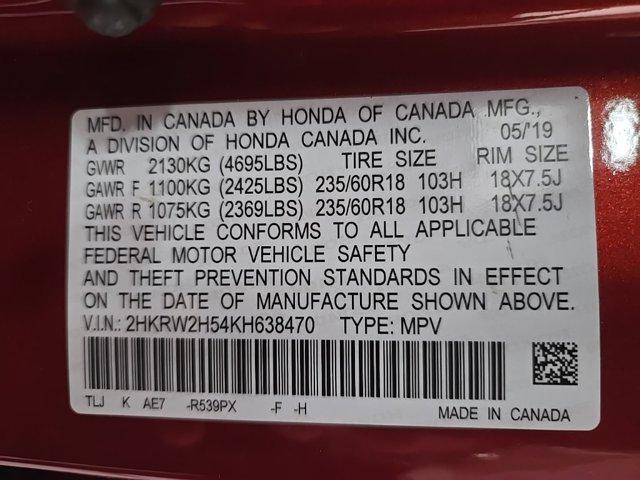 MFD. IN CANADA BY HONDA OF CANADA MFG.,
A DIVISION OF HONDA CANADA INC. 05/'19
GVWR 2130KG (4695LBS) TIRE SIZE RIM SIZE
GAWR F 1100KG (2425LBS) 235/60R18 103H 18X7.5J
GAWR R 1075KG (2369LBS) 235/60R18 103H 18X7.5J
THIS VEHICLE CONFORMS TO ALL APPLICABLE
FEDERAL MOTOR VEHICLE SAFETY
AND THEFT PREVENTION STANDARDS IN EFFECT
ON THE DATE OF MANUFACTURE SHOWN ABOVE.
V.I.N.: 2HKRW2H54KH638470 TYPE: MPV
TLJ K AE7 -R539PX -F -H MADE IN CANADA